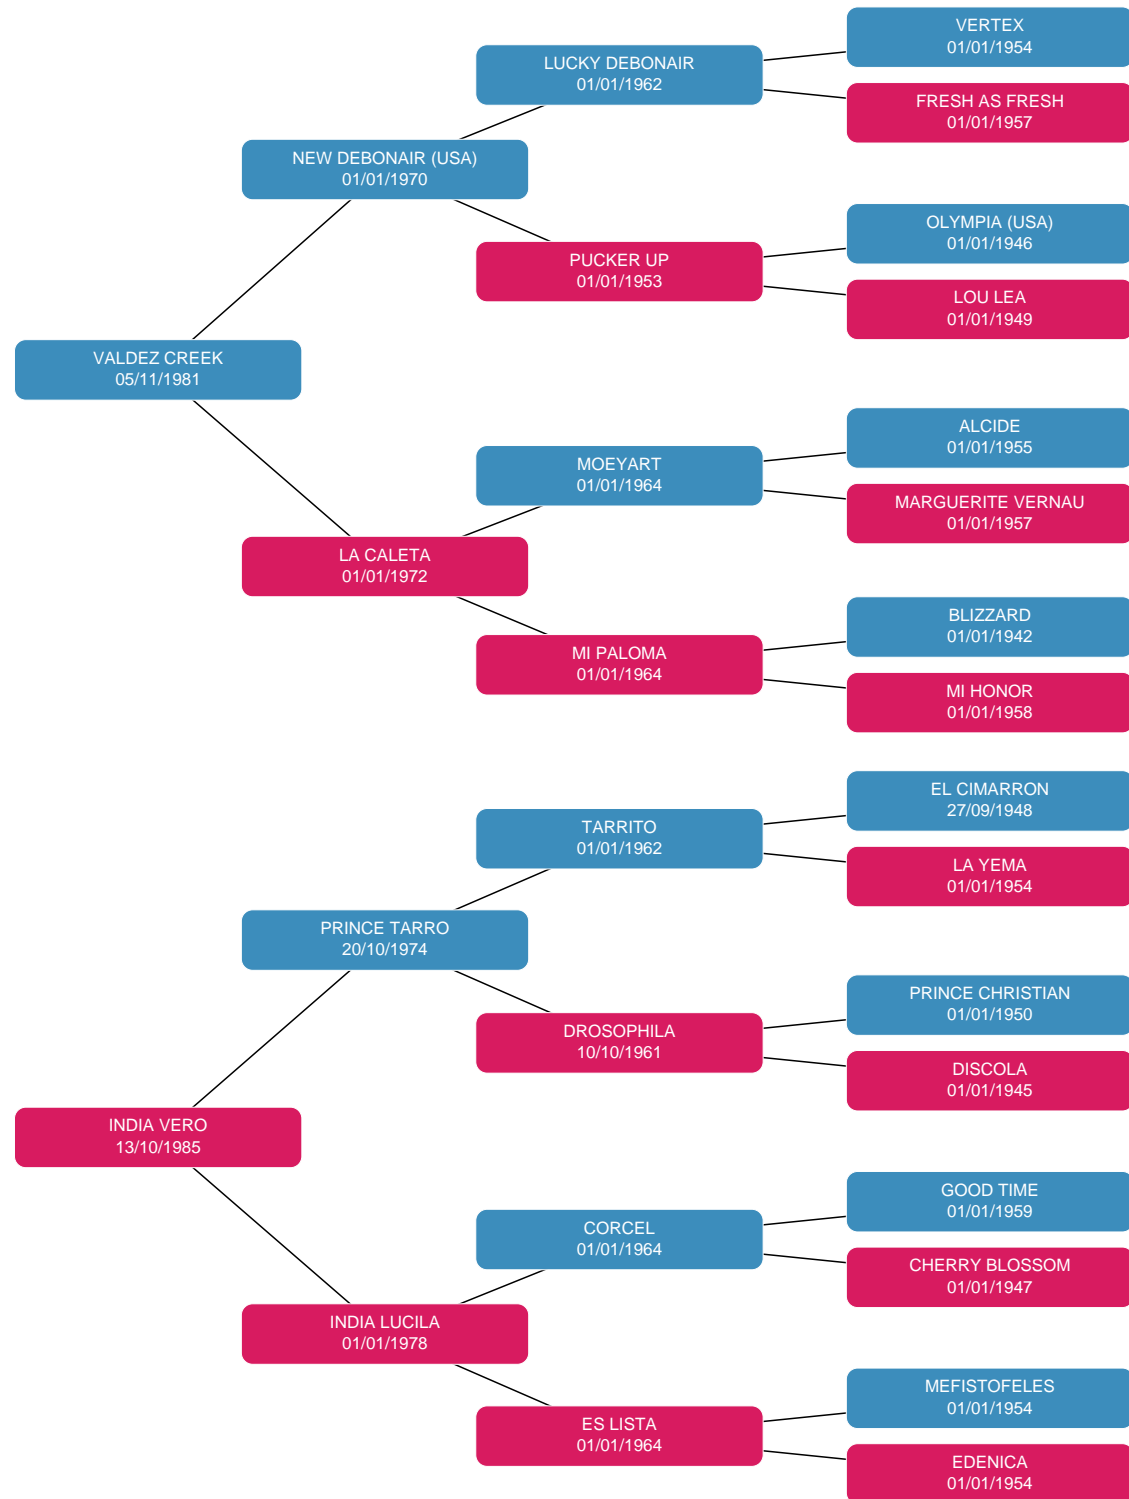 VERTEX
01/01/1954
LUCKY DEBONAIR
01/01/1962
FRESH AS FRESH
01/01/1957
NEW DEBONAIR (USA)
01/01/1970
OLYMPIA (USA)
01/01/1946
PUCKER UP
01/01/1953
LOU LEA
01/01/1949
VALDEZ CREEK
05/11/1981
ALCIDE
01/01/1955
MOEYART
01/01/1964
MARGUERITE VERNAU
01/01/1957
LA CALETA
01/01/1972
BLIZZARD
01/01/1942
MI PALOMA
01/01/1964
MI HONOR
01/01/1958
EL CIMARRON
27/09/1948
TARRITO
01/01/1962
LA YEMA
01/01/1954
PRINCE TARRO
20/10/1974
PRINCE CHRISTIAN
01/01/1950
DROSOPHILA
10/10/1961
DISCOLA
01/01/1945
INDIA VERO
13/10/1985
GOOD TIME
01/01/1959
CORCEL
01/01/1964
CHERRY BLOSSOM
01/01/1947
INDIA LUCILA
01/01/1978
MEFISTOFELES
01/01/1954
ES LISTA
01/01/1964
EDENICA
01/01/1954